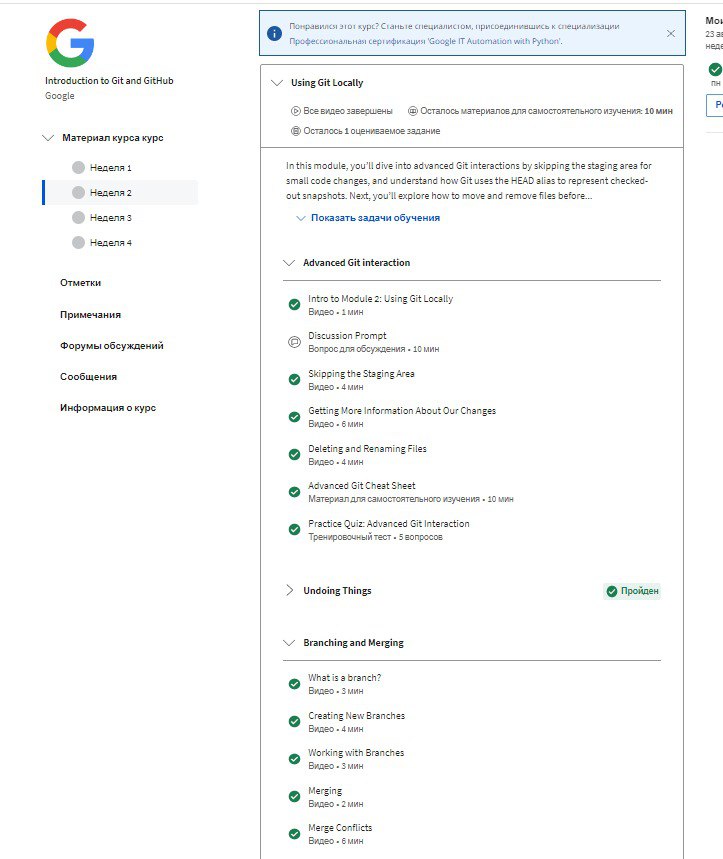 Понравился этот курс? Станьте специалистом, присоединившись к специализации
Профессиональная сертификация 'Google IT Automation with Python'.
Introduction to Git and GitHub
Google
Материал курса курс
Неделя 1
Неделя 2
Неделя 3
Неделя 4
Отметки
Примечания
Форумы обсуждений
Сообщения
Информация о курс
Using Git Locally
Все видео завершены
Осталось материалов для самостоятельного изучения: 10 мин
Осталось 1 оцениваемое задание
In this module, you'll dive into advanced Git interactions by skipping the staging area for
small code changes, and understand how Git uses the HEAD alias to represent checked-
out snapshots. Next, you'll explore how to move and remove files before...
Показать задачи обучения
Advanced Git interaction
Intro to Module 2: Using Git Locally
Видео • 1 мин
Discussion Prompt
Вопрос для обсуждения • 10 мин
Skipping the Staging Area
Видео • 4 мин
Getting More Information About Our Changes
Видео • 6 мин
Deleting and Renaming Files
Видео • 4 мин
Advanced Git Cheat Sheet
Материал для самостоятельного изучения • 10 мин
Practice Quiz: Advanced Git Interaction
Тренировочный тест • 5 вопросов
Undoing Things
Пройден
Branching and Merging
What is a branch?
Видео • 3 мин
Creating New Branches
Видео • 4 мин
Working with Branches
Видео • 3 мин
Merging
Видео • 2 мин
Merge Conflicts
Видео • 6 мин
23
пн